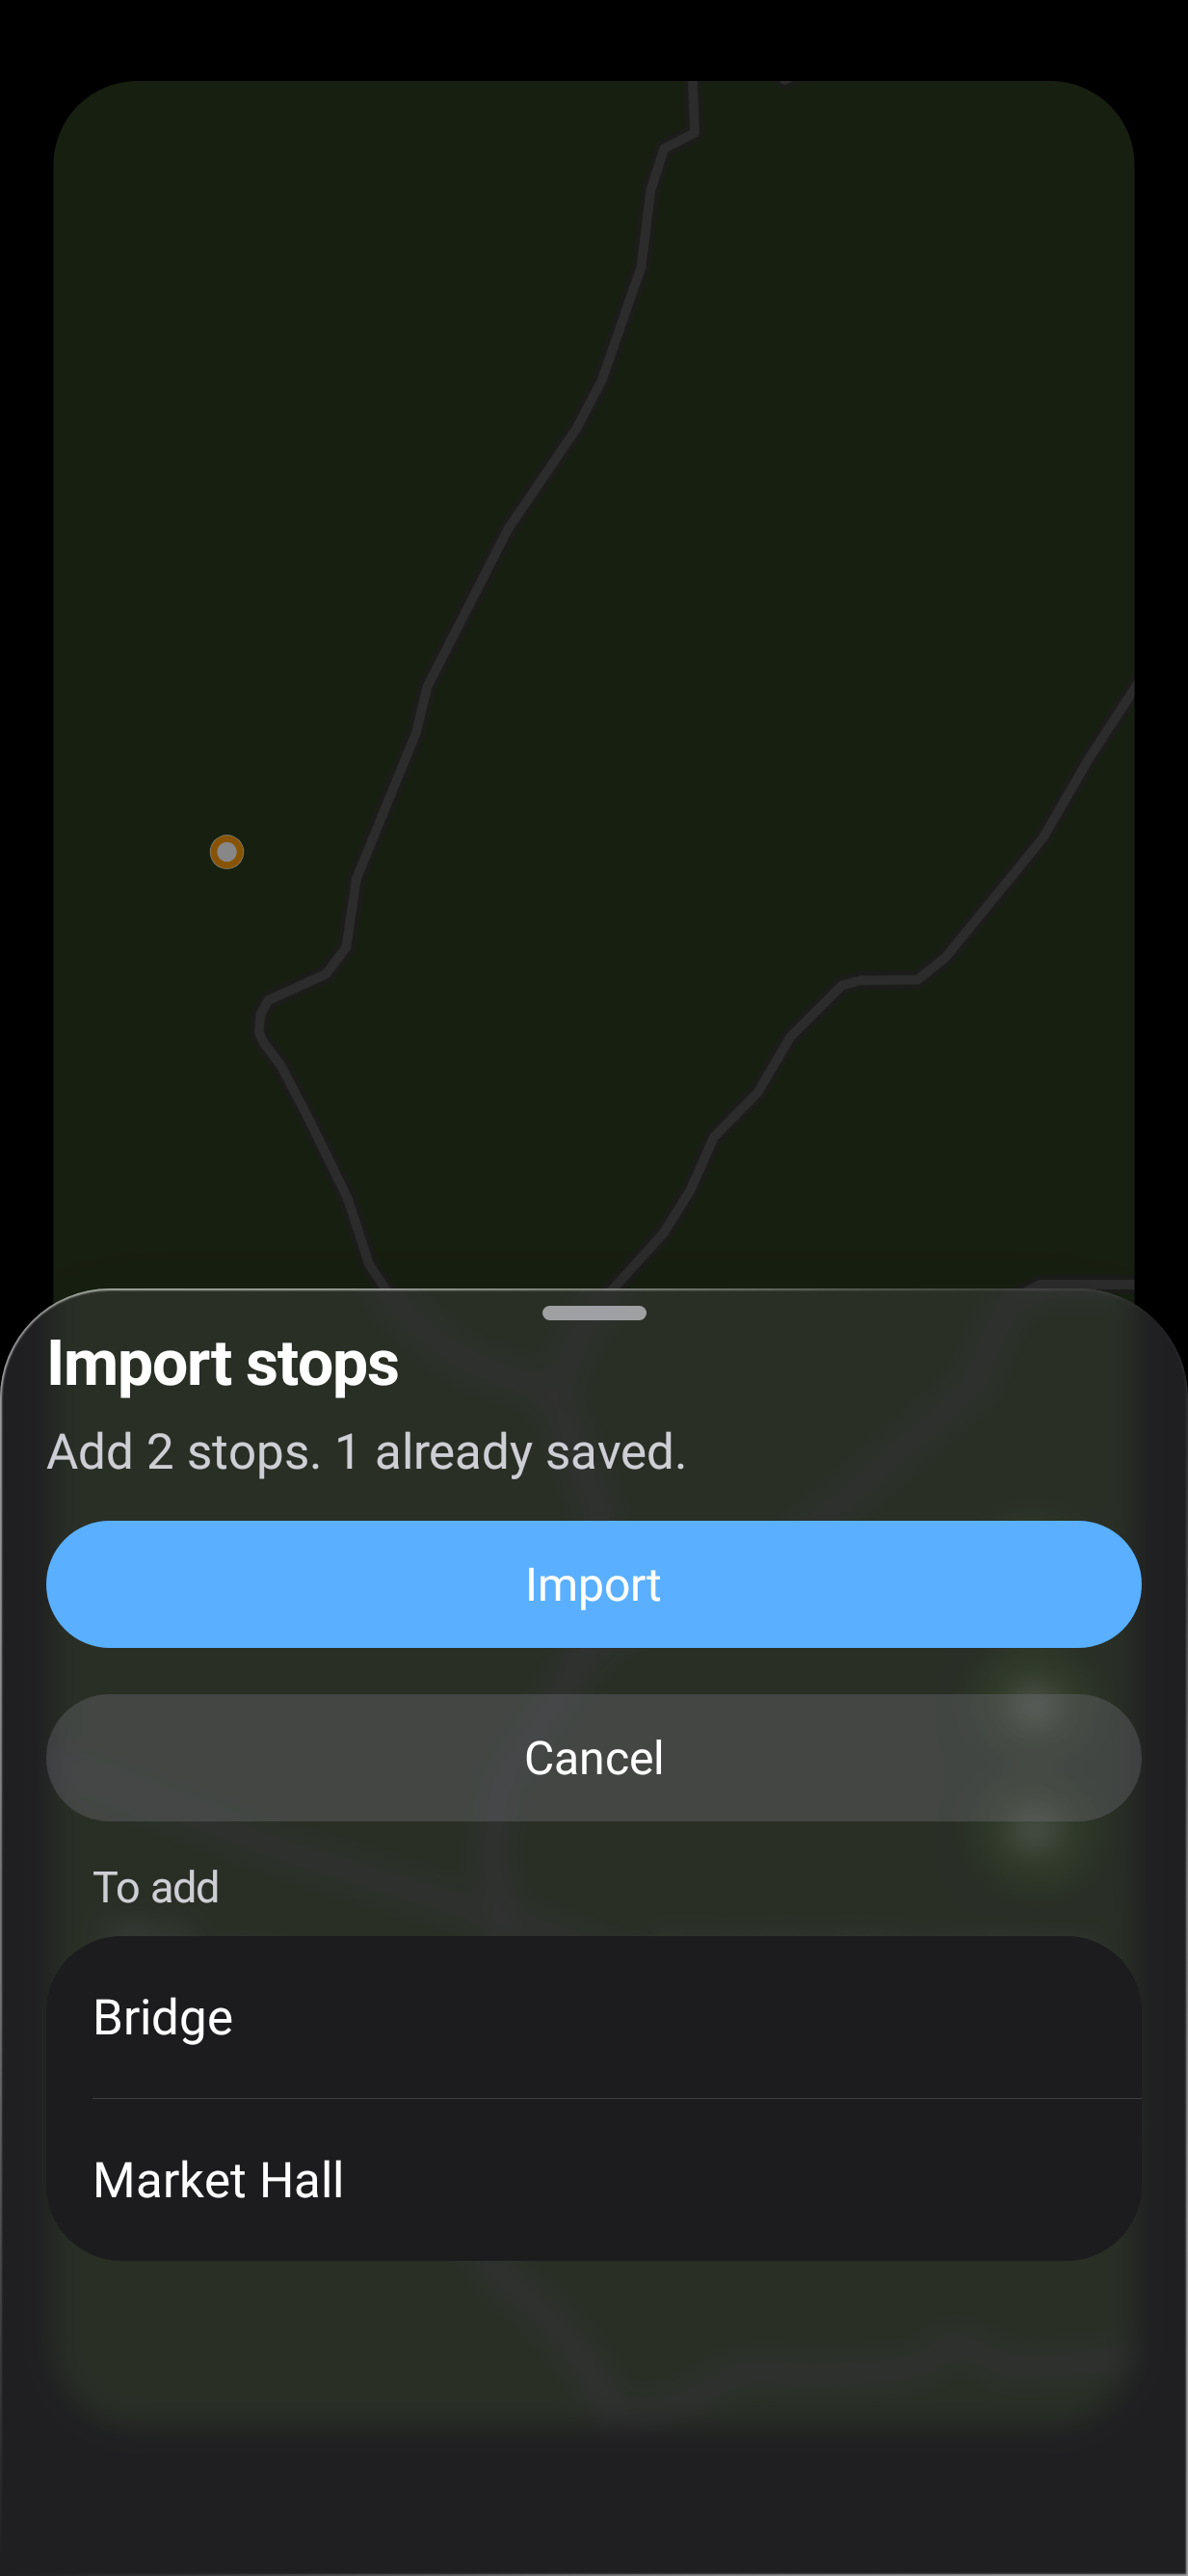 Import stops
Add 2 stops. 1 already saved.
Import
Cancel
To add
Bridge
Market Hall